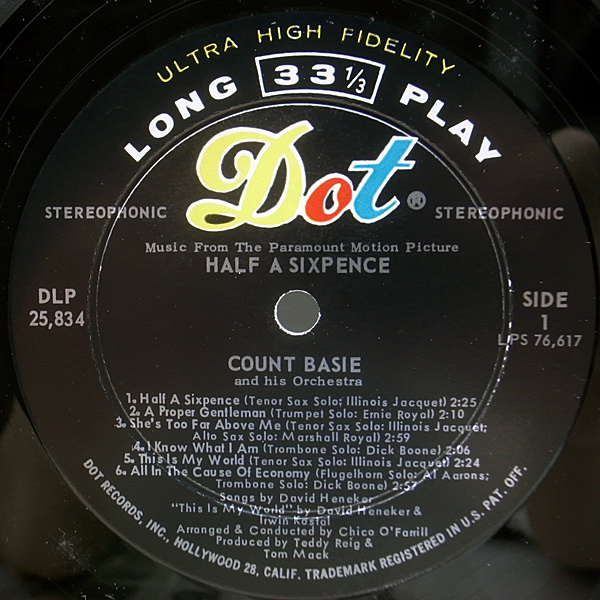 ULTRA HIGH FIDELITY
LONG 33 1/3 PLAY
Dot ®
STEREOPHONIC STEREOPHONIC
Music From The Paramount Motion Picture
HALF A SIXPENCE
DLP
25,834
SIDE
1
LPS 76,617
COUNT BASIE
and his Orchestra
1. Half A Sixpence (Tenor Sax Solo; Illinois Jacquet) 2:25
2. A Proper Gentleman (Trumpet Solo: Ernie Royal) 2:10
3. She's Too Far Above Me (Tenor Sax Solo: Illinois Jacquet;
Alto Sax Solo: Marshall Royal) 2:59
4. I Know What I Am (Trombone Solo: Dick Boone) 2:06
5. This Is My World (Tenor Sax Solo: Illinois Jacquet) 2:24
6. All In The Cause Of Economy (Flugelhorn Solo: Al Aarons;
Trombone Solo: Dick Boone) 2:57
Songs by David Heneker
"This Is My World" by David Heneker &
Irwin Kostal
Arranged & Conducted by Chico O'Farrill
Produced by Teddy Reig &
Tom Mack
DOT RECORDS, INC., HOLLYWOOD 28, CALIF. TRADEMARK REGISTERED IN U.S. PAT. OFF.